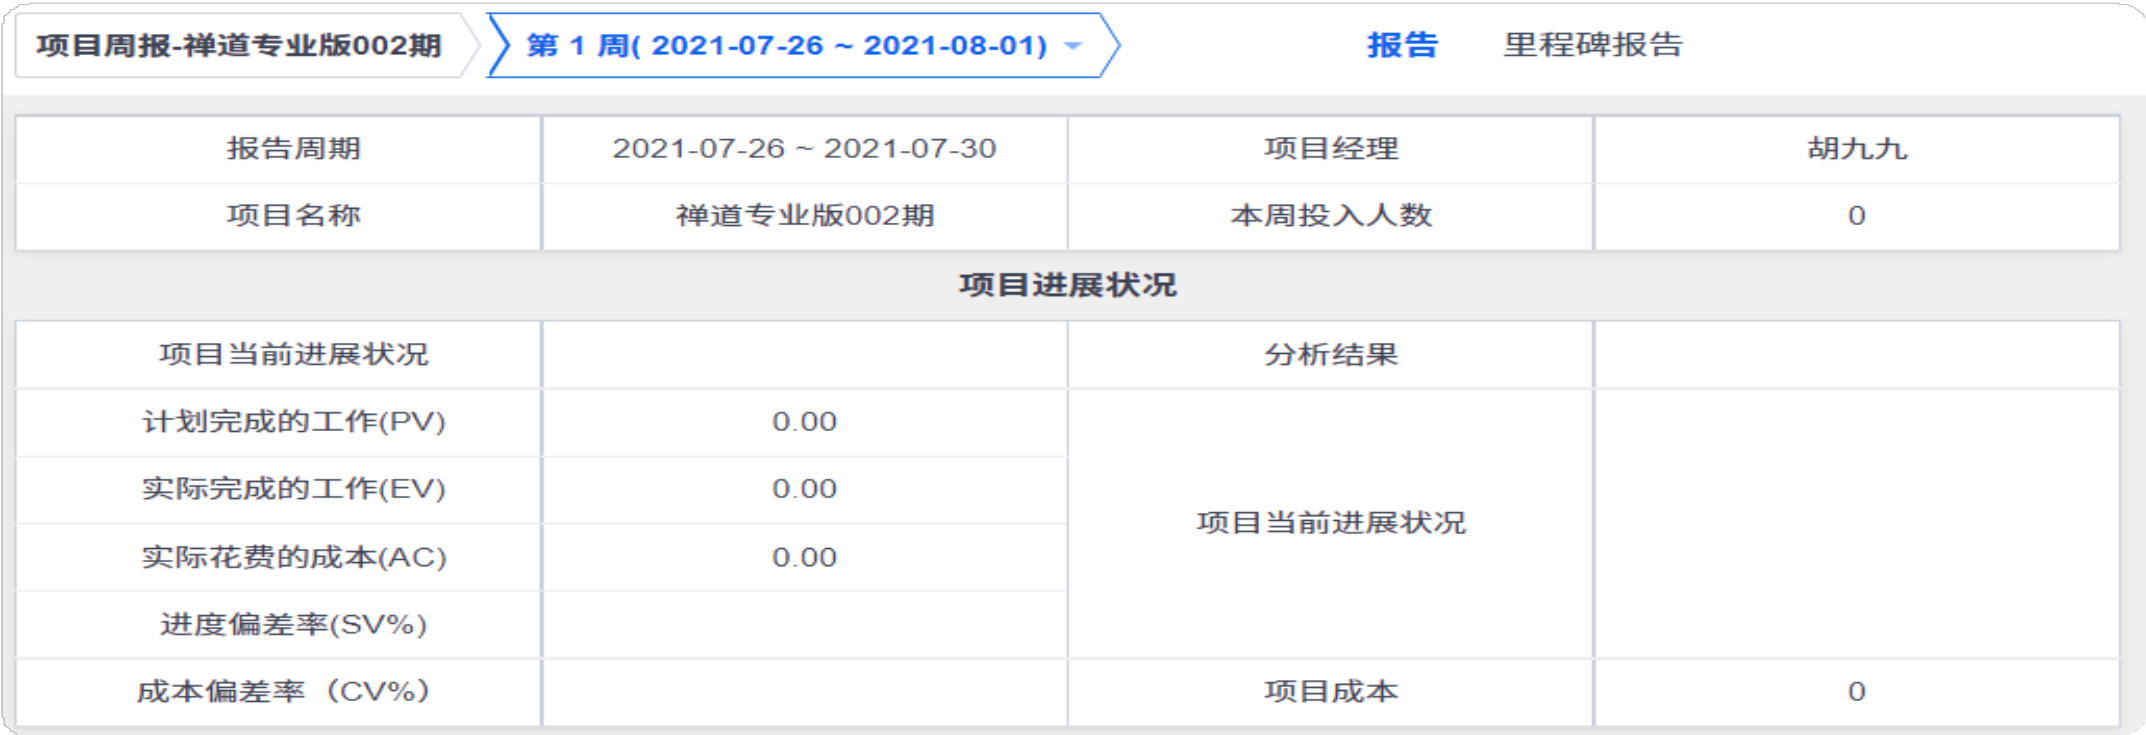 项目周报-禅道专业版002期 第 1 周( 2021-07-26 ~ 2021-08-01) 报告 里程碑报告
报告周期 2021-07-26 ~ 2021-07-30 项目经理 胡九九
项目名称 禅道专业版002期 本周投入人数 0
项目进展状况
项目当前进展状况 分析结果
计划完成的工作(PV) 0.00
实际完成的工作(EV) 0.00
项目当前进展状况
实际花费的成本(AC) 0.00
进度偏差率(SV%)
成本偏差率（CV%） 项目成本 0